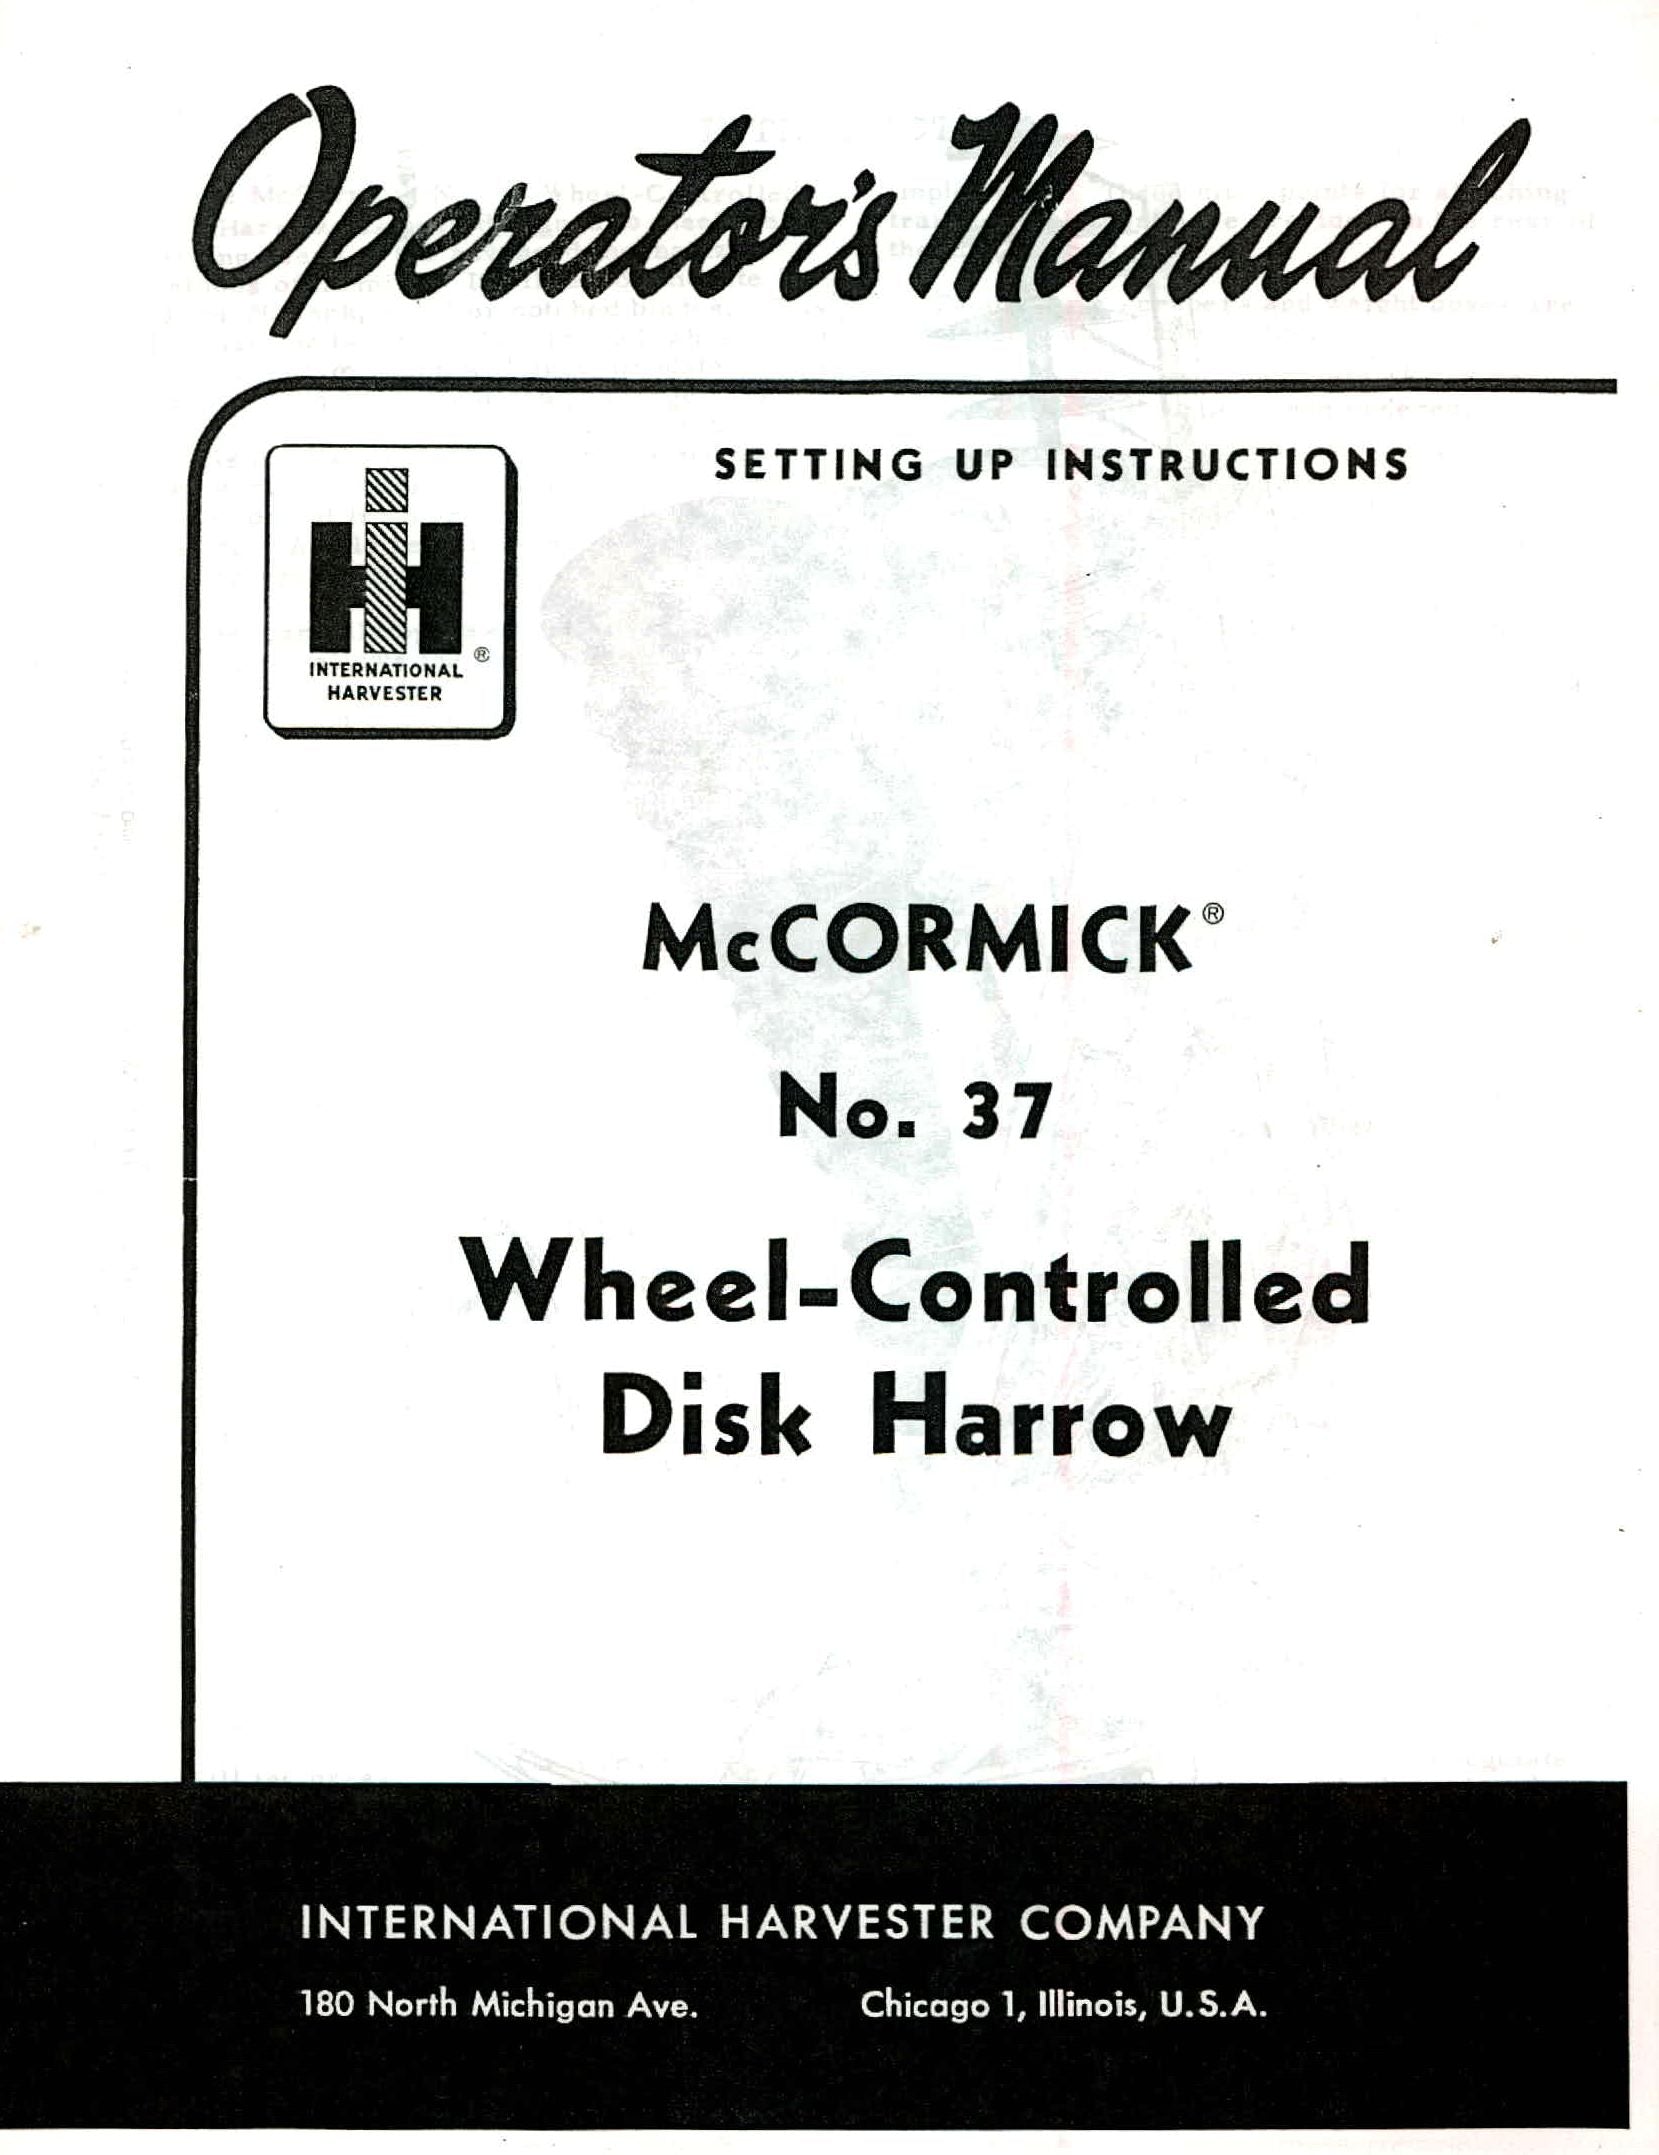 Operator's Manual
SETTING UP INSTRUCTIONS
IH
INTERNATIONAL ®
HARVESTER
McCORMICK®
No. 37
Wheel-Controlled
Disk Harrow
INTERNATIONAL HARVESTER COMPANY
180 North Michigan Ave. Chicago 1, Illinois, U.S.A.